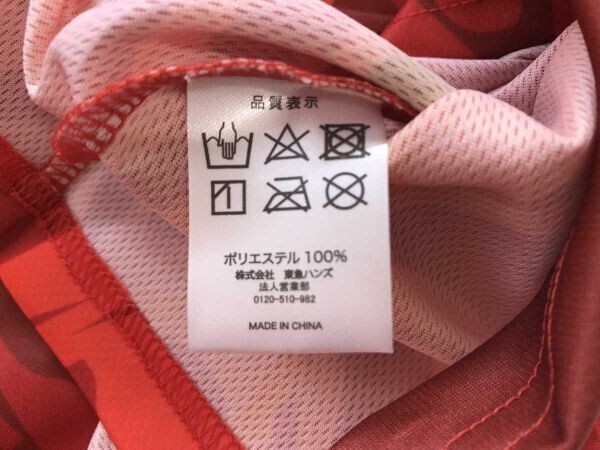 品質表示
ポリエステル 100%
株式会社 東急ハンズ
法人営業部
0120-510-982
MADE IN CHINA